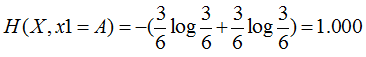 H(X, x1 = A) = −(3/6 log 3/6 + 3/6 log 3/6) = 1.000